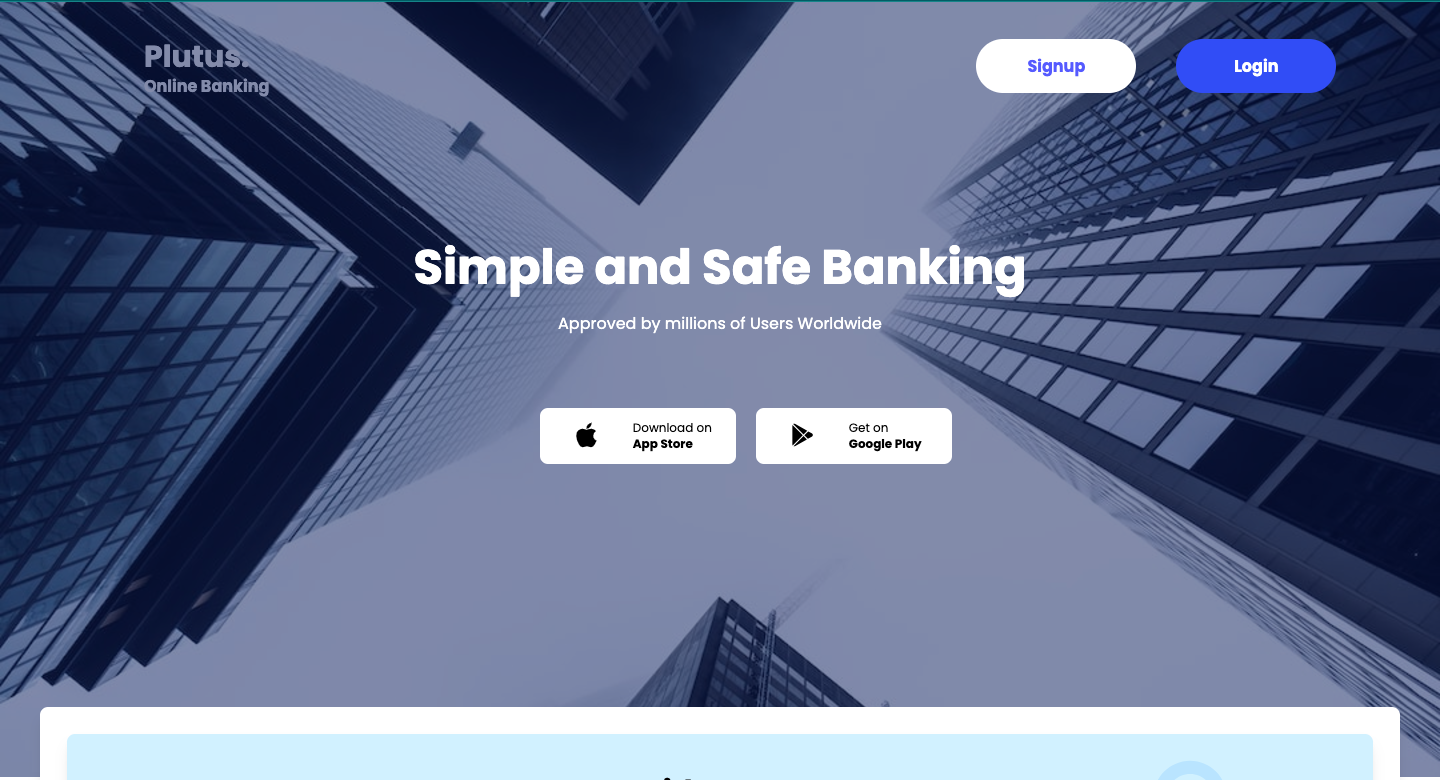 Plutus.
Online Banking
Signup
Login
Simple and Safe Banking
Approved by millions of Users Worldwide
Download on
App Store
Get on
Google Play